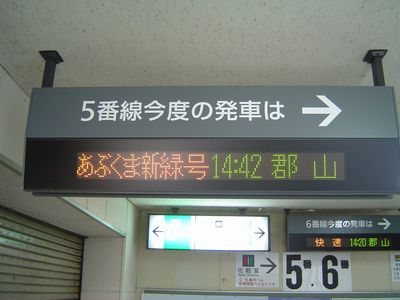 5番線今度の発車は →
あぶくま新緑号 14:42 郡 山
6番線今度の発車は →
快 速 14:20 郡山
← →
化粧室 →
5番 6番